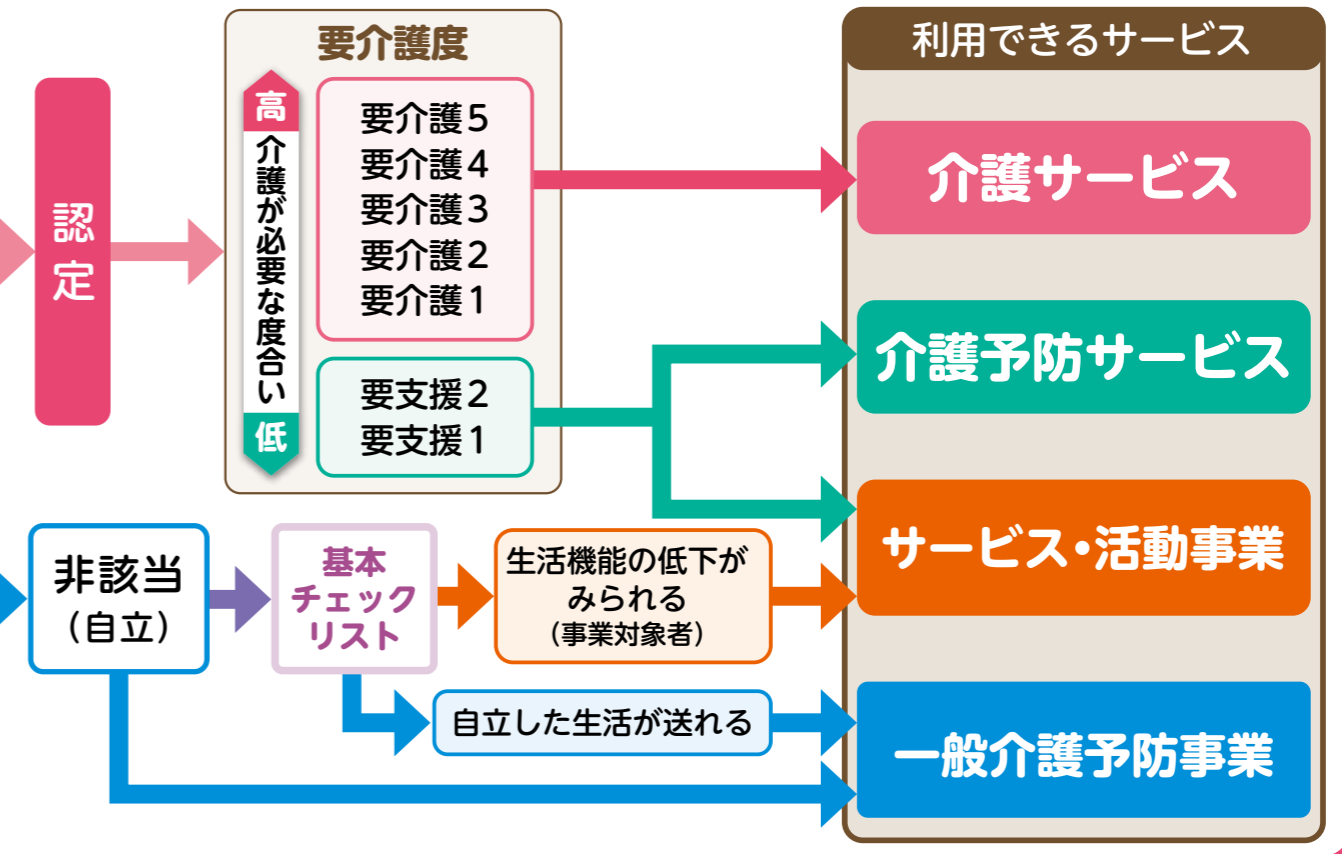 要介護度
利用できるサービス
認定
高
介護が必要な度合い
低
要介護5
要介護4
要介護3
要介護2
要介護1
要支援2
要支援1
介護サービス
介護予防サービス
サービス・活動事業
非該当
（自立）
基本
チェック
リスト
生活機能の低下が
みられる
（事業対象者）
自立した生活が送れる
一般介護予防事業